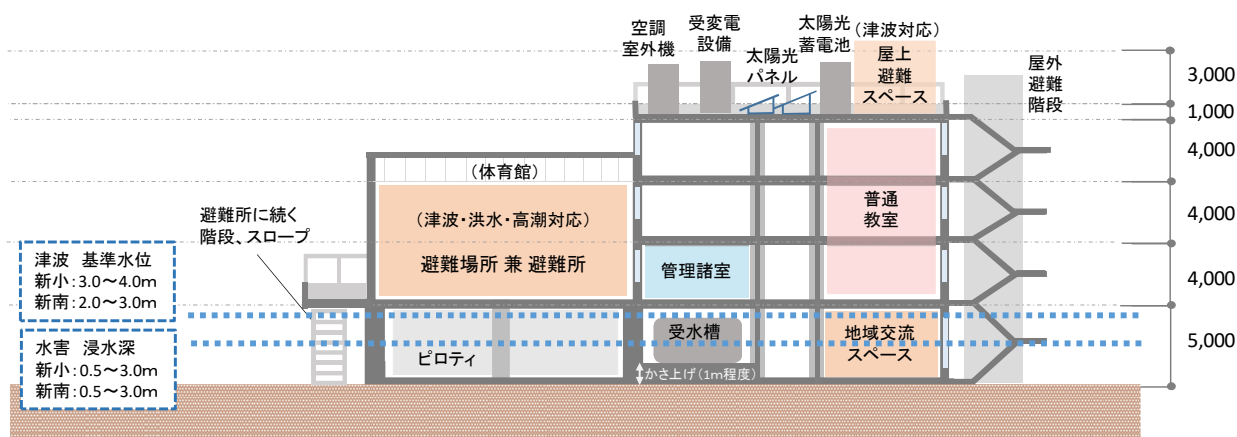 空調
室外機
受変電
設備
太陽光
パネル
太陽光
蓄電池
(津波対応)
屋上
避難
スペース
屋外
避難
階段
3,000
1,000
4,000
4,000
4,000
5,000
(体育館)
(津波・洪水・高潮対応)
避難場所 兼 避難所
普通
教室
管理諸室
避難所に続く
階段、スロープ
津波 基準水位
新小:3.0~4.0m
新南:2.0~3.0m
水害 浸水深
新小:0.5~3.0m
新南:0.5~3.0m
ピロティ
受水槽
かさ上げ(1m程度)
地域交流
スペース